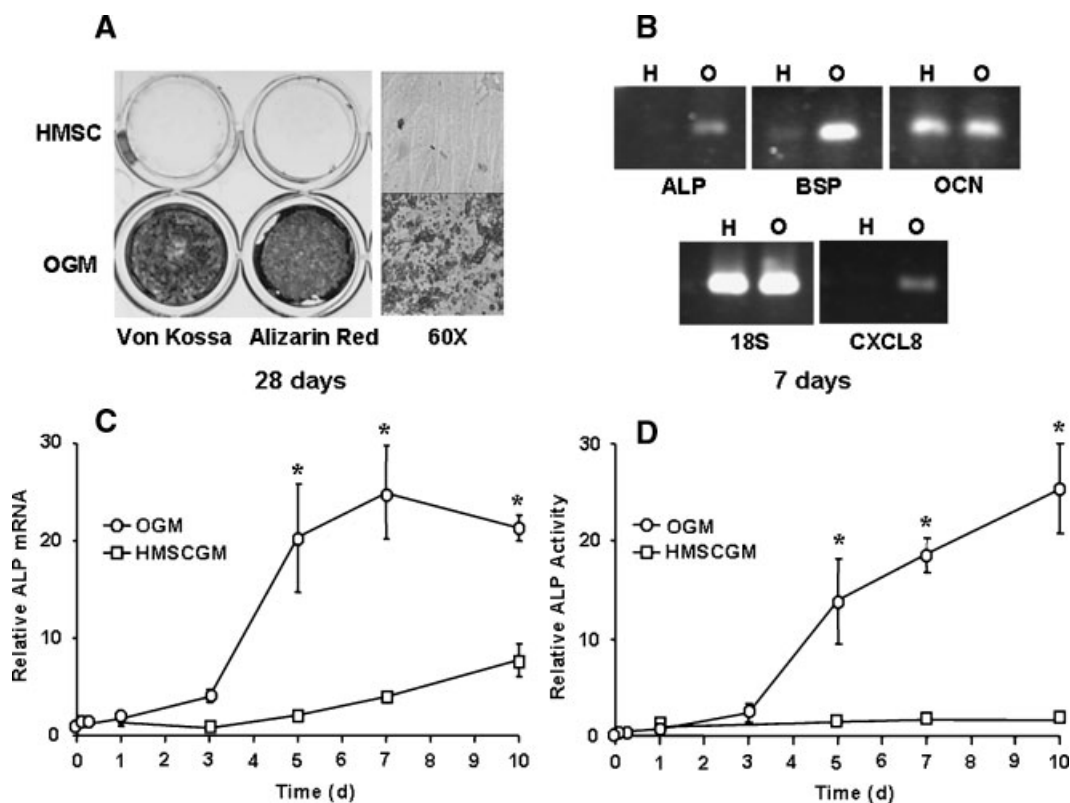 A
HMSC
OGM
Von Kossa Alizarin Red 60X
28 days
B
H O H O H O
ALP BSP OCN
H O H O
18S CXCL8
7 days
C
Relative ALP mRNA
30
20
10
0
* * *
OGM
HMSCGM
0 1 2 3 4 5 6 7 8 9 10
Time (d)
D
Relative ALP Activity
30
20
10
0
* * *
OGM
HMSCGM
0 1 2 3 4 5 6 7 8 9 10
Time (d)